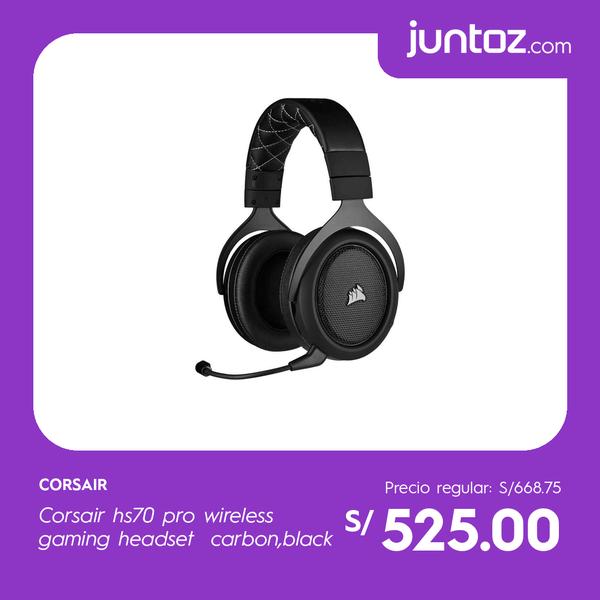 juntoz.com
CORSAIR
Corsair hs70 pro wireless
gaming headset carbon,black
Precio regular: S/668.75
S/ 525.00